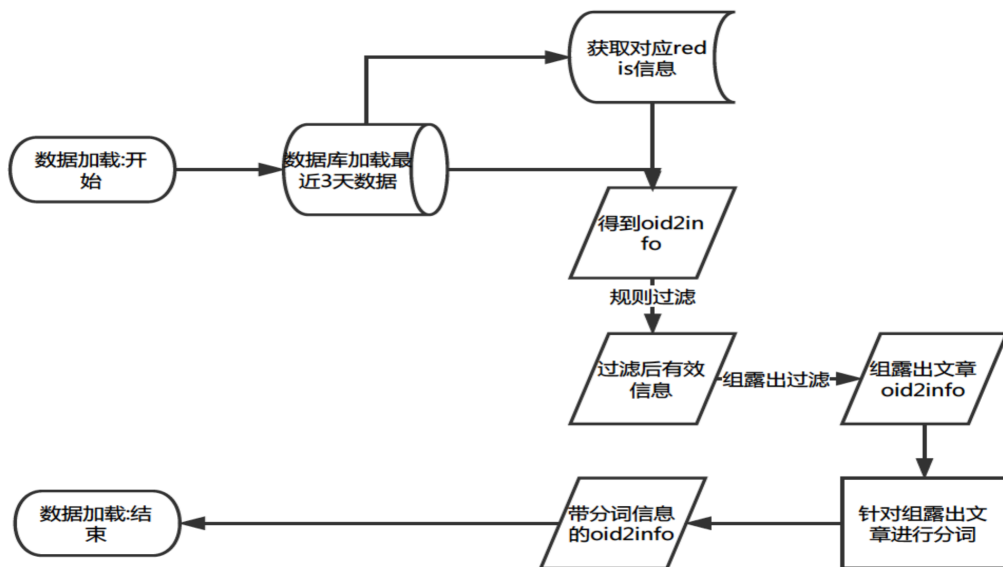 获取对应red
is信息
数据加载:开
始
数据库加载最
近3天数据
得到oid2in
fo
规则过滤
过滤后有效
信息
组露出过滤
组露出文章
oid2info
针对组露出文
章进行分词
带分词信息
的oid2info
数据加载:结
束